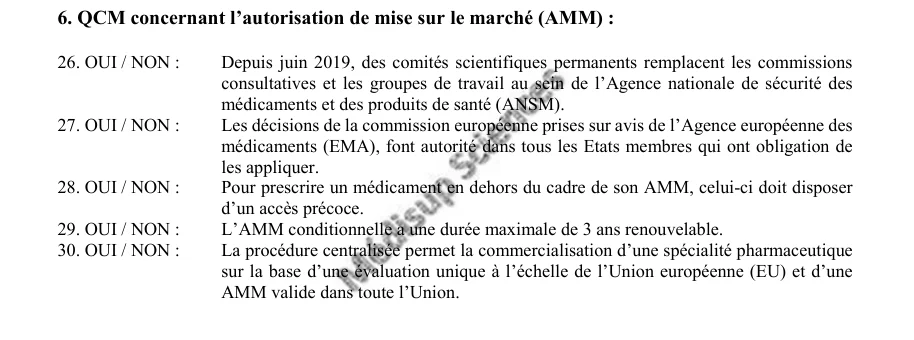 6. QCM concernant l’autorisation de mise sur le marché (AMM) :
26. OUI / NON : Depuis juin 2019, des comités scientifiques permanents remplacent les commissions
consultatives et les groupes de travail au sein de l’Agence nationale de sécurité des
médicaments et des produits de santé (ANSM).
27. OUI / NON : Les décisions de la commission européenne prises sur avis de l’Agence européenne des
médicaments (EMA), font autorité dans tous les Etats membres qui ont obligation de
les appliquer.
28. OUI / NON : Pour prescrire un médicament en dehors du cadre de son AMM, celui-ci doit disposer
d’un accès précoce.
29. OUI / NON : L’AMM conditionnelle a une durée maximale de 3 ans renouvelable.
30. OUI / NON : La procédure centralisée permet la commercialisation d’une spécialité pharmaceutique
sur la base d’une évaluation unique à l’échelle de l’Union européenne (EU) et d’une
AMM valide dans toute l’Union.
Médisup Sciences